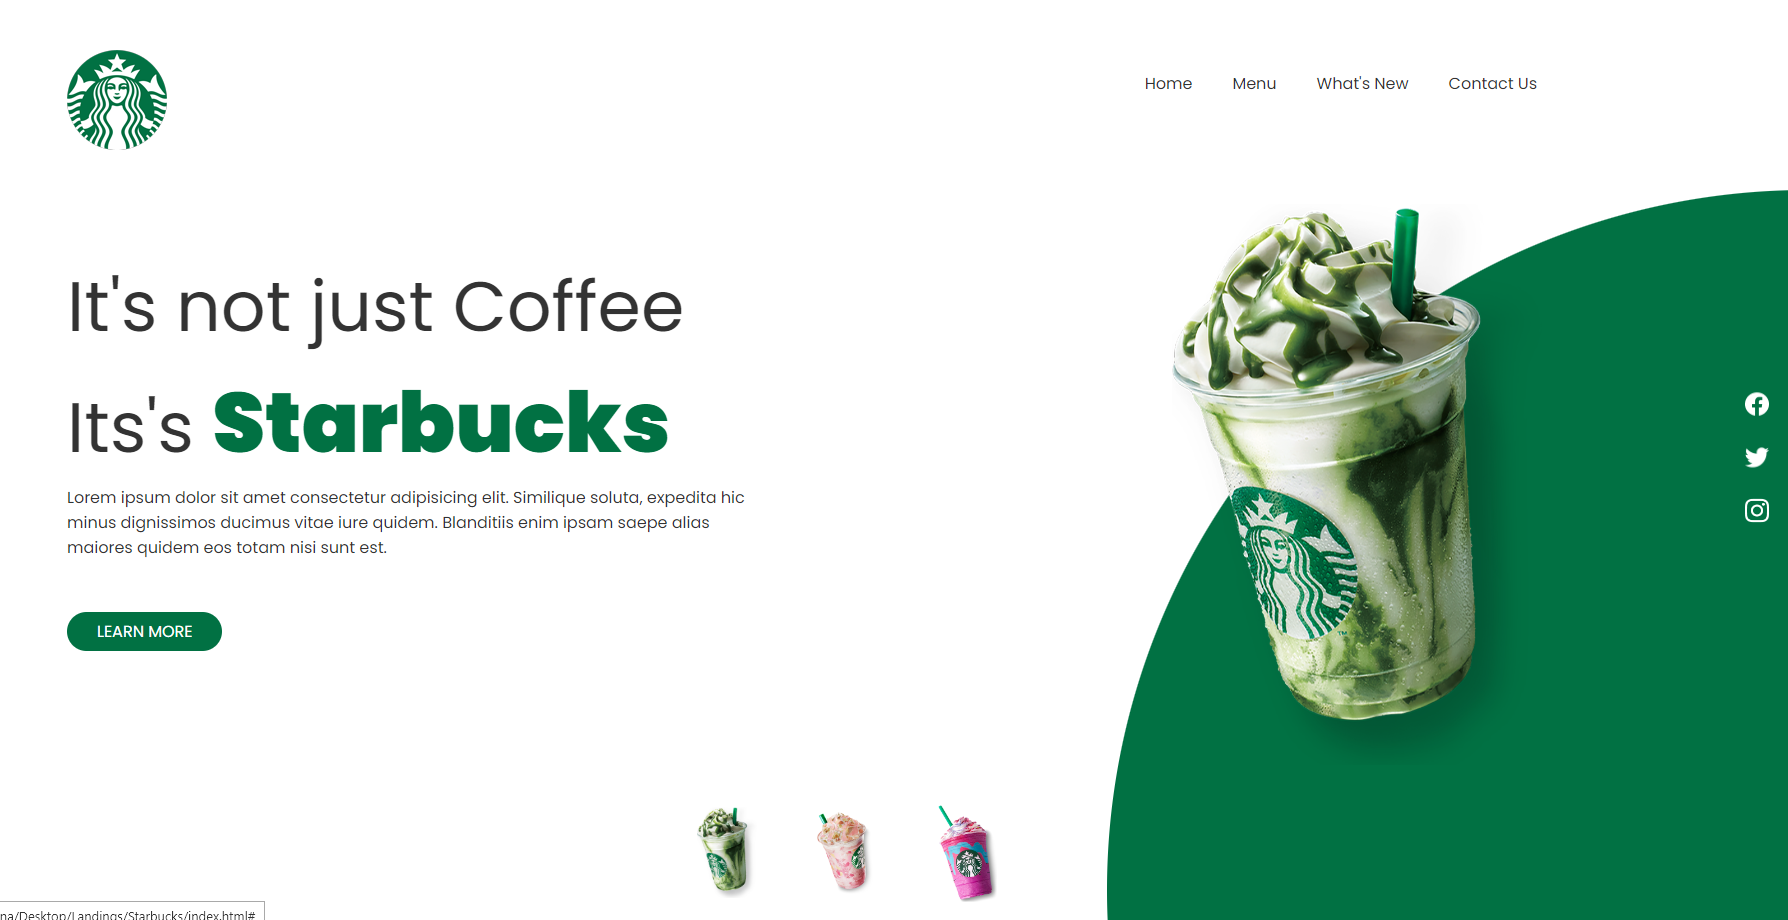 Home Menu What's New Contact Us
It's not just Coffee
Its's Starbucks
Lorem ipsum dolor sit amet consectetur adipisicing elit. Similique soluta, expedita hic
minus dignissimos ducimus vitae iure quidem. Blanditiis enim ipsam saepe alias
maiores quidem eos totam nisi sunt est.
LEARN MORE
TM
na/Desktop/Landings/Starbucks/index.html#